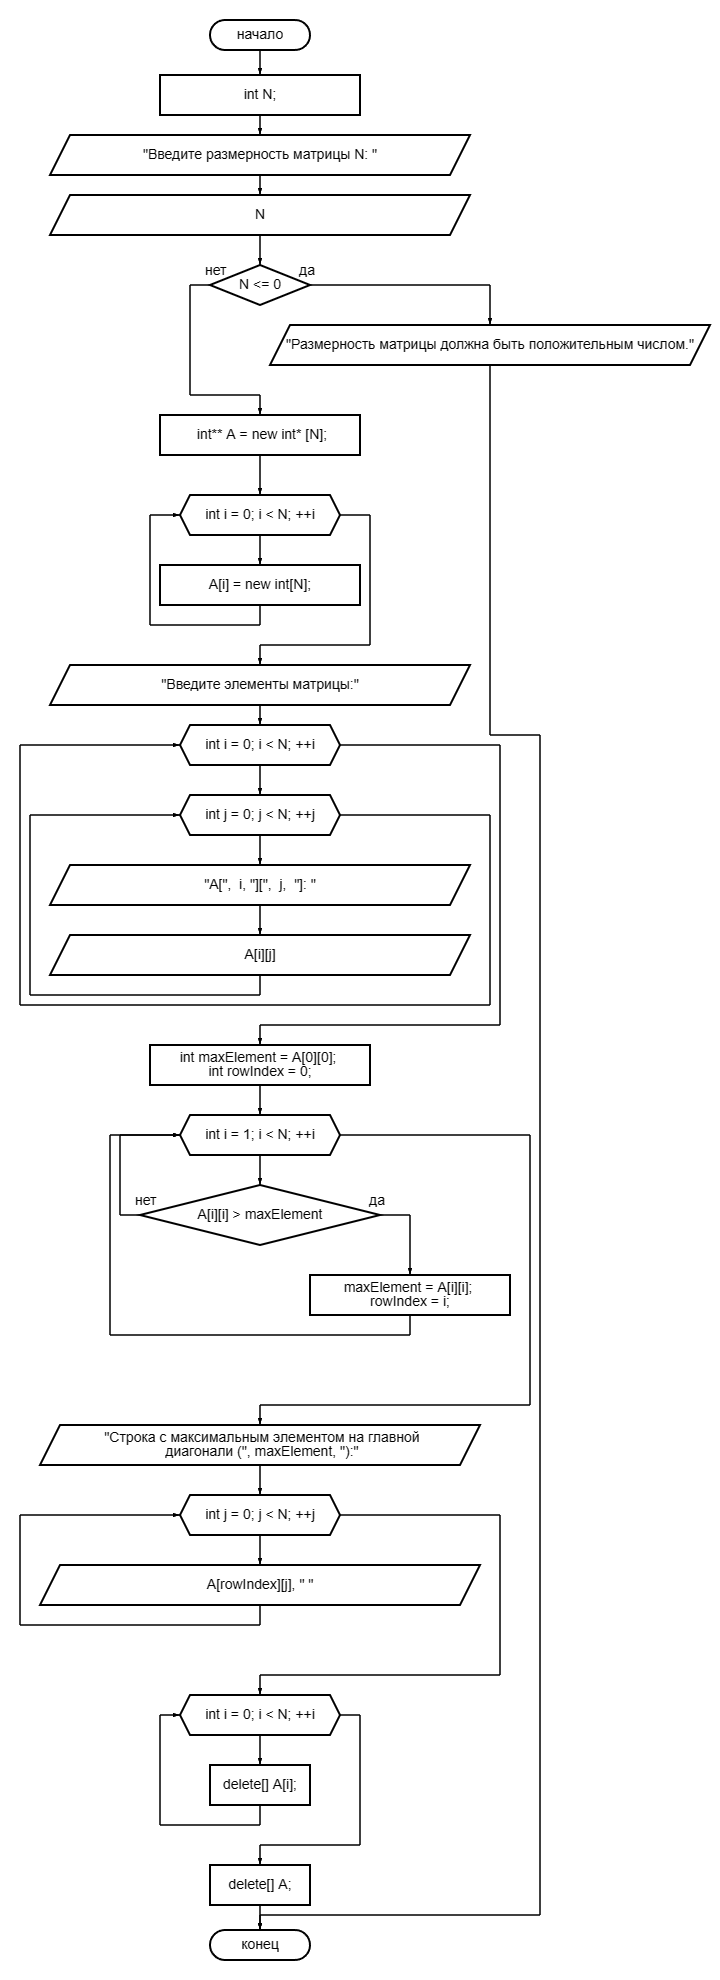 начало
int N;
"Введите размерность матрицы N: "
N
нет
да
N <= 0
"Размерность матрицы должна быть положительным числом."
int** A = new int* [N];
int i = 0; i < N; ++i
A[i] = new int[N];
"Введите элементы матрицы:"
int i = 0; i < N; ++i
int j = 0; j < N; ++j
"A[",  i, "][",  j,  "]: "
A[i][j]
int maxElement = A[0][0];
int rowIndex = 0;
int i = 1; i < N; ++i
нет
да
A[i][i] > maxElement
maxElement = A[i][i];
rowIndex = i;
"Строка с максимальным элементом на главной
диагонали (", maxElement, "):"
int j = 0; j < N; ++j
A[rowIndex][j], " "
int i = 0; i < N; ++i
delete[] A[i];
delete[] A;
конец